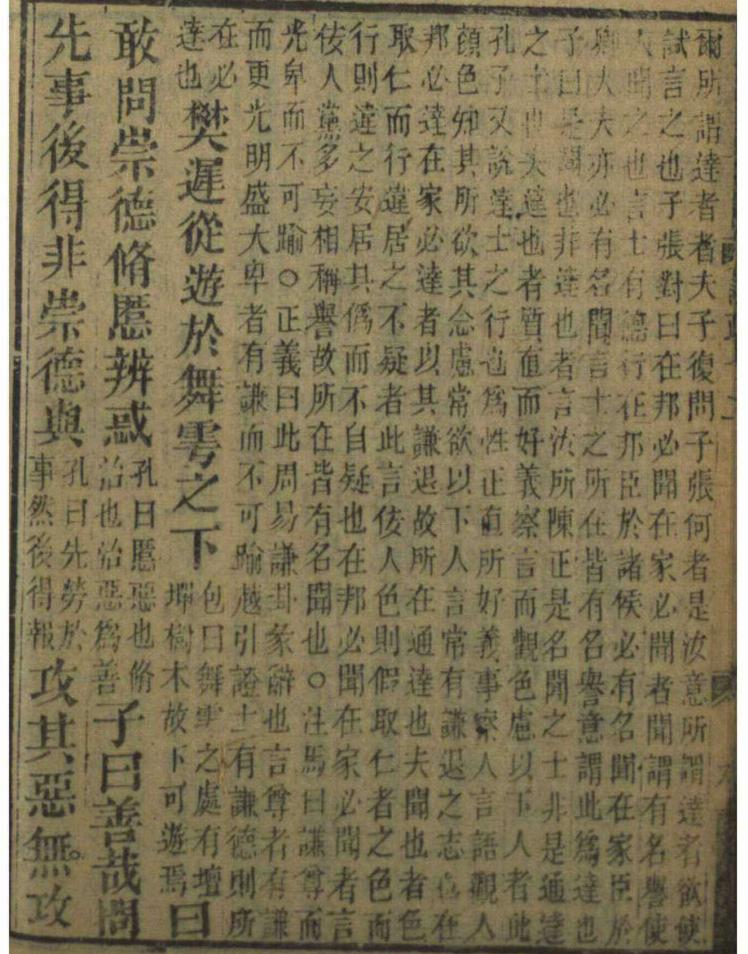 爾所謂達者者夫子復問子張何者是汝意所謂達者欲使
試言之也子張對曰在邦必聞在家必聞者聞謂有名譽使
人聞之也言士有德行在邦臣於諸侯必有名聞在家臣於
卿大夫亦必有名聞言士之所在皆有名譽意謂此爲達也
子曰是聞也非達也者言汝所陳正是名聞之士非是通達
之士也夫達也者質直而好義察言而觀色慮以下人者此
孔子又說達士之行也爲性正直所好義事察人言語觀人
顔色知其所欲其念慮常欲以下人言常有謙退之志也在
邦必達在家必達者以其謙退故所在通達也夫聞也者色
取仁而行違居之不疑者此言佞人色則假取仁者之色而
行則違之安居其僞而不自疑也在邦必聞在家必聞者言
佞人黨多妄相稱譽故所在皆有名聞也○注馬曰謙尊而
光卑而不可踰○正義曰此周易謙卦彖辭也言尊者有謙
而更光明盛大卑者有謙而不可踰越引證士有謙德則所
在必
達也
樊遲從遊於舞雩之下
包曰舞雩之處有壇
墠樹木故下可遊焉
曰
敢問崇德脩慝辨惑
孔曰慝惡也脩
治也治惡爲善
子曰善哉問
先事後得非崇德與
孔曰先勞於
事然後得報
攻其惡無攻